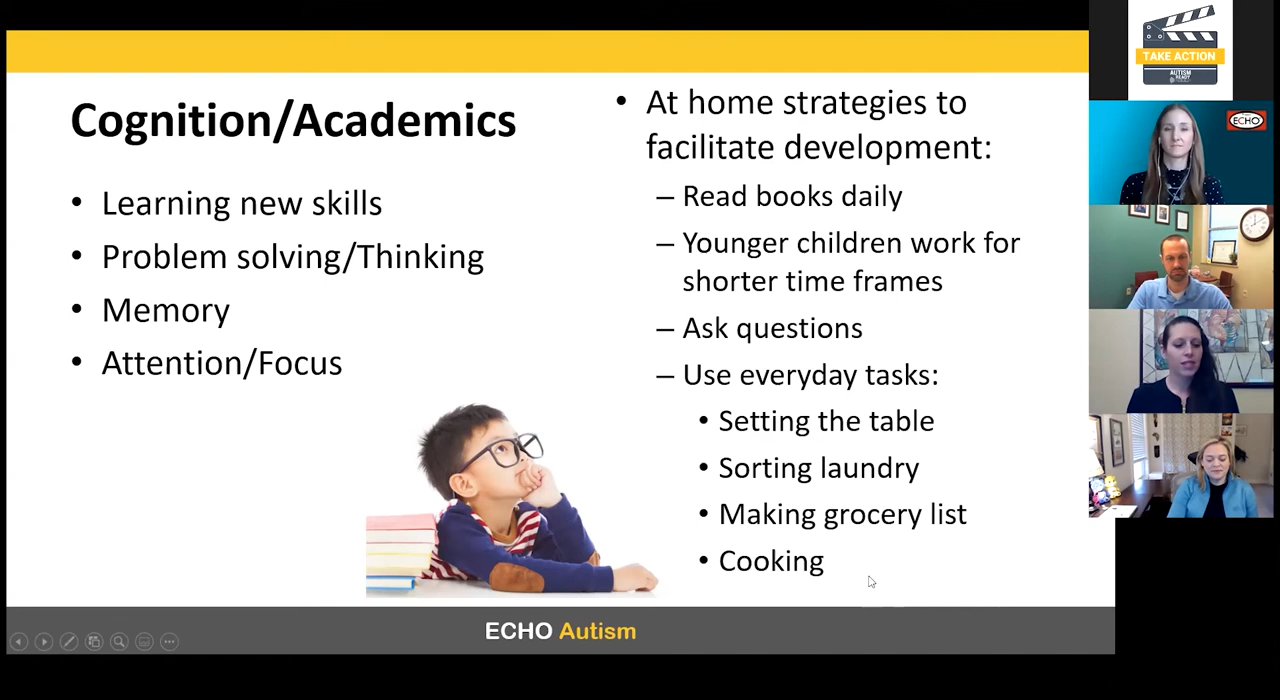 Cognition/Academics
• Learning new skills
• Problem solving/Thinking
• Memory
• Attention/Focus
• At home strategies to
facilitate development:
– Read books daily
– Younger children work for
shorter time frames
– Ask questions
– Use everyday tasks:
• Setting the table
• Sorting laundry
• Making grocery list
• Cooking
ECHO Autism
TAKE ACTION
AUTISM
READY
ECHO